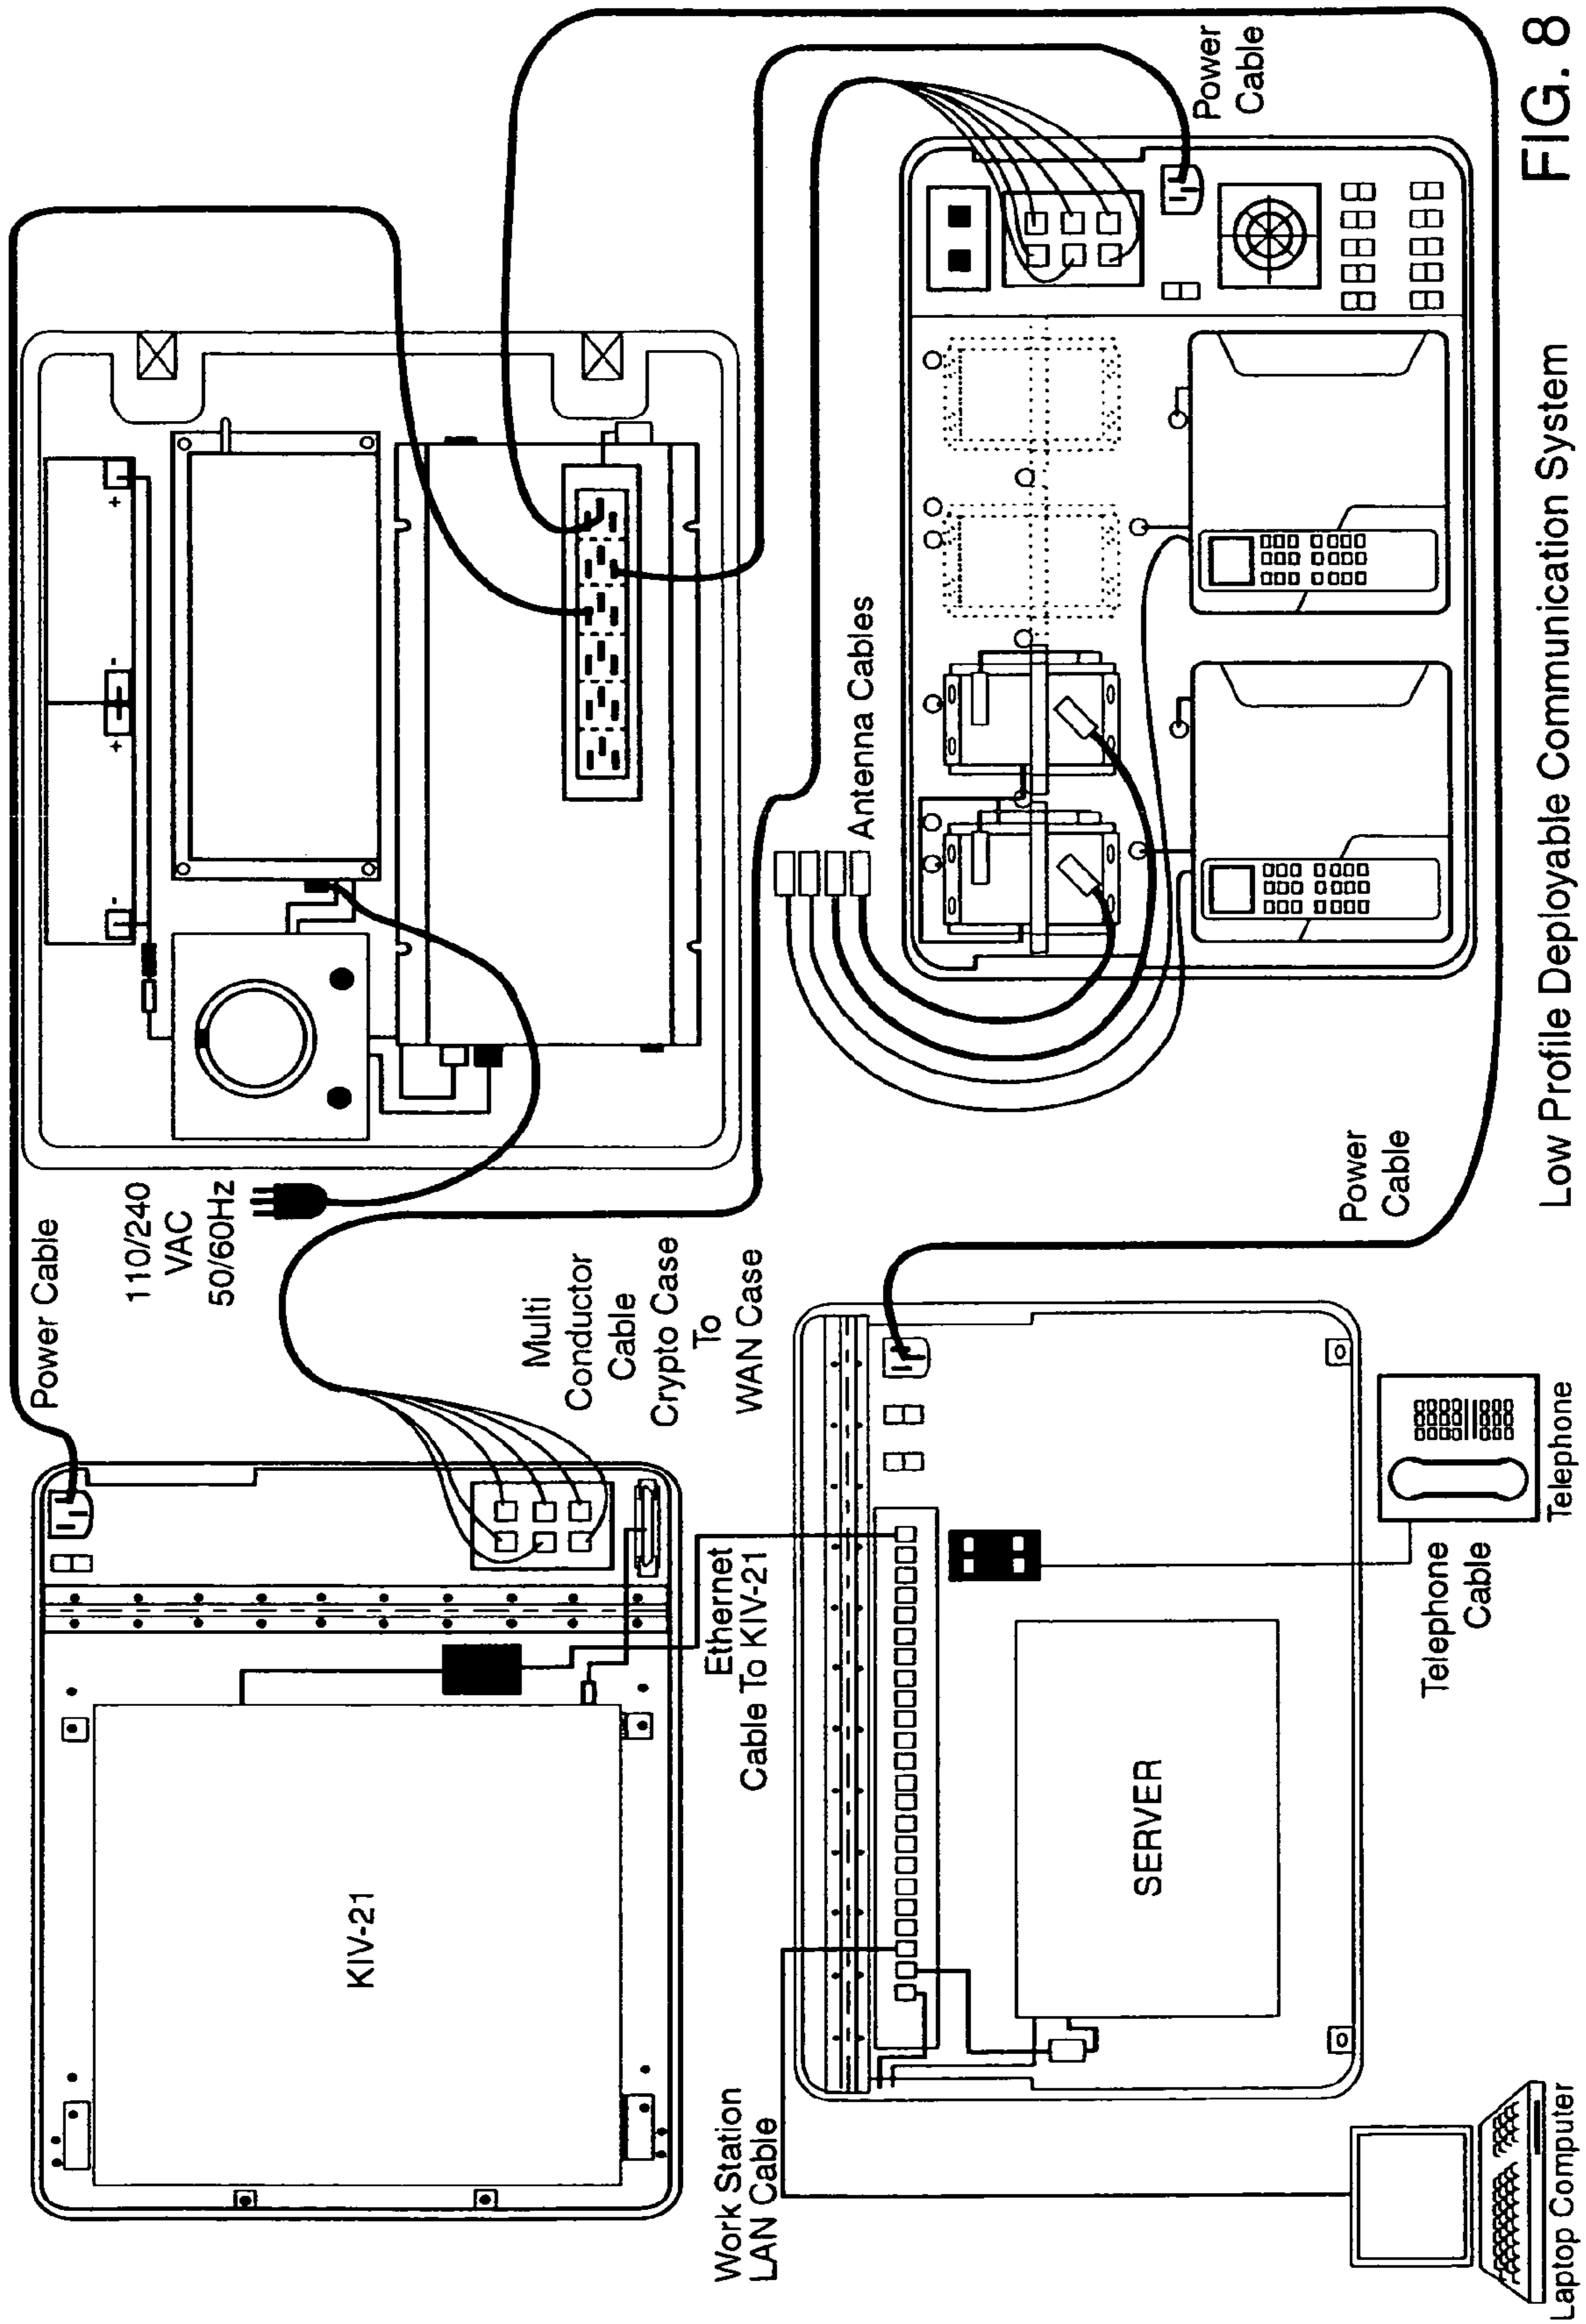 Power Cable
110/240
VAC
50/60Hz
Multi
Conductor
Cable
Crypto Case
To
WAN Case
KIV-21
Ethernet
Cable To KIV-21
Work Station
LAN Cable
SERVER
Laptop Computer
Telephone
Cable
Telephone
Power
Cable
Antenna Cables
Power
Cable
-
+
-
+
Low Profile Deployable Communication System
FIG. 8